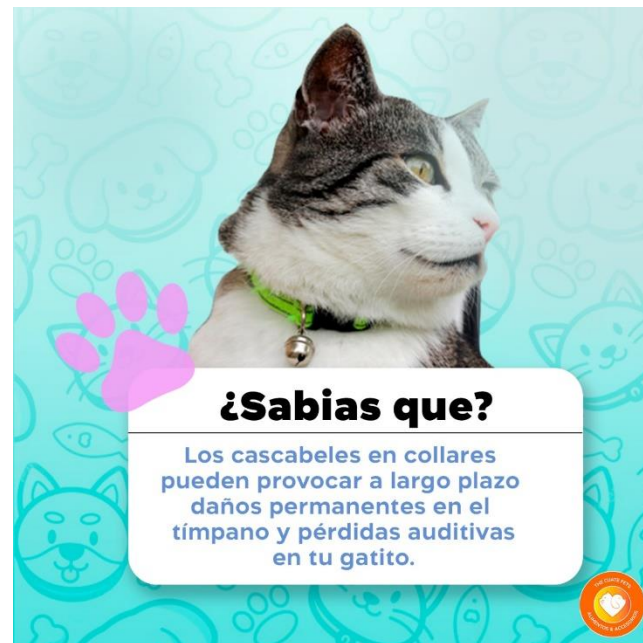 ¿Sabias que?
Los cascabeles en collares
pueden provocar a largo plazo
daños permanentes en el
tímpano y pérdidas auditivas
en tu gatito.